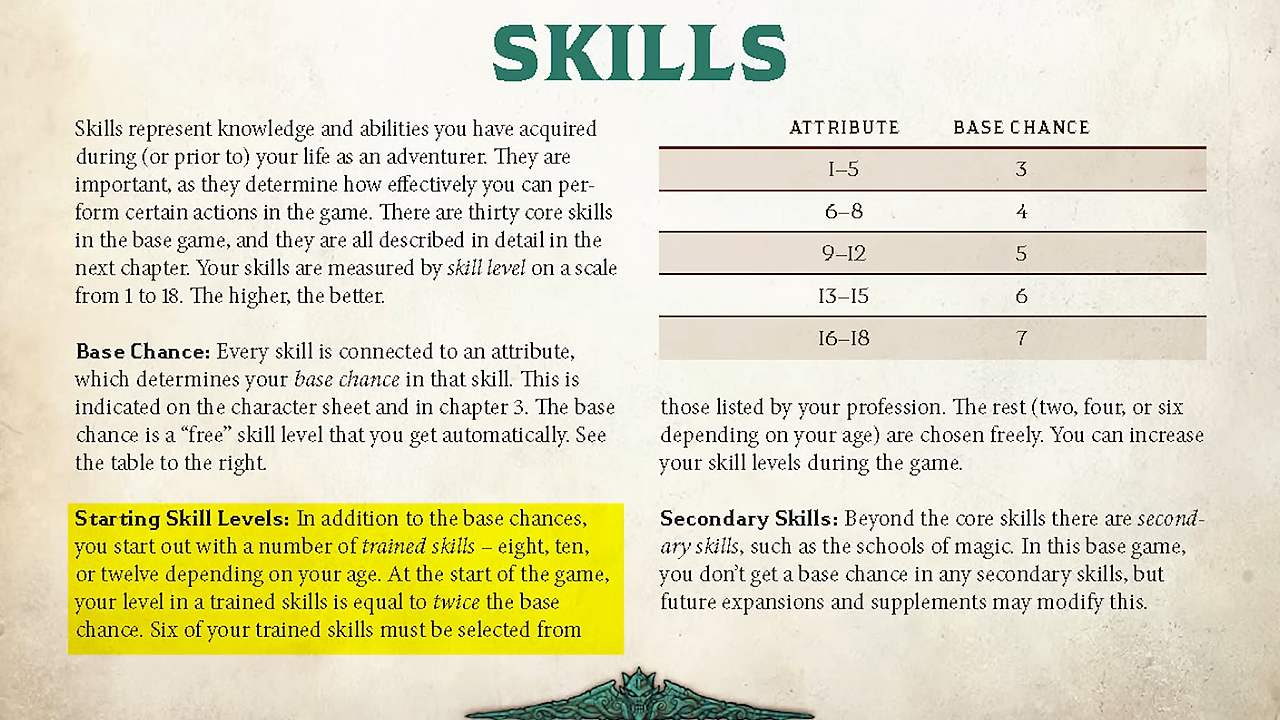 SKILLS
Skills represent knowledge and abilities you have acquired
during (or prior to) your life as an adventurer. They are
important, as they determine how effectively you can per-
form certain actions in the game. There are thirty core skills
in the base game, and they are all described in detail in the
next chapter. Your skills are measured by skill level on a scale
from 1 to 18. The higher, the better.
Base Chance: Every skill is connected to an attribute,
which determines your base chance in that skill. This is
indicated on the character sheet and in chapter 3. The base
chance is a “free” skill level that you get automatically. See
the table to the right.
Starting Skill Levels: In addition to the base chances,
you start out with a number of trained skills – eight, ten,
or twelve depending on your age. At the start of the game,
your level in a trained skills is equal to twice the base
chance. Six of your trained skills must be selected from
ATTRIBUTE BASE CHANCE
1–5 3
6–8 4
9–12 5
13–15 6
16–18 7
those listed by your profession. The rest (two, four, or six
depending on your age) are chosen freely. You can increase
your skill levels during the game.
Secondary Skills: Beyond the core skills there are second-
ary skills, such as the schools of magic. In this base game,
you don’t get a base chance in any secondary skills, but
future expansions and supplements may modify this.